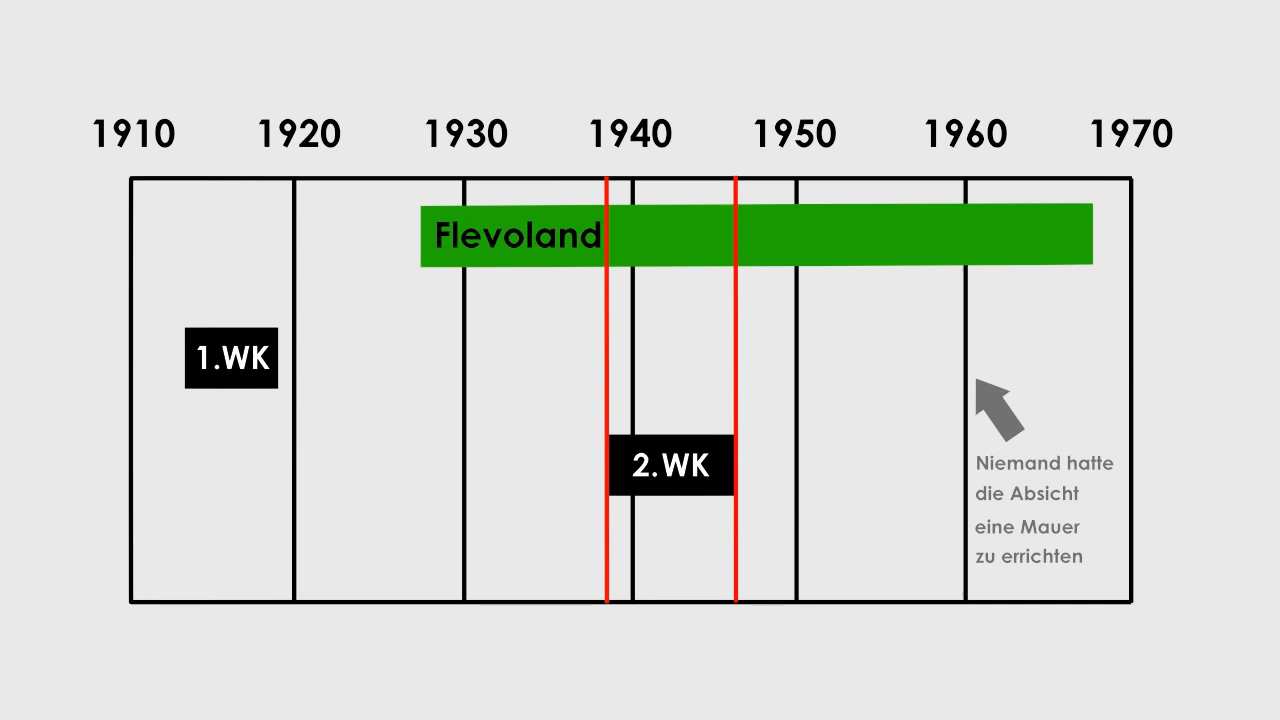 1910 1920 1930 1940 1950 1960 1970
Flevoland
1.WK
2.WK
Niemand hatte
die Absicht
eine Mauer
zu errichten